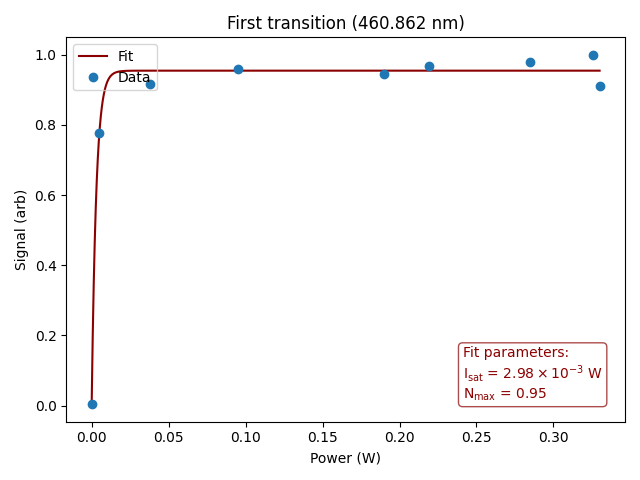 First transition (460.862 nm)
Fit
Data
1.0
0.8
0.6
0.4
0.2
0.0
Signal (arb)
Fit parameters:
I_sat = 2.98 × 10⁻³ W
N_max = 0.95
0.00 0.05 0.10 0.15 0.20 0.25 0.30
Power (W)